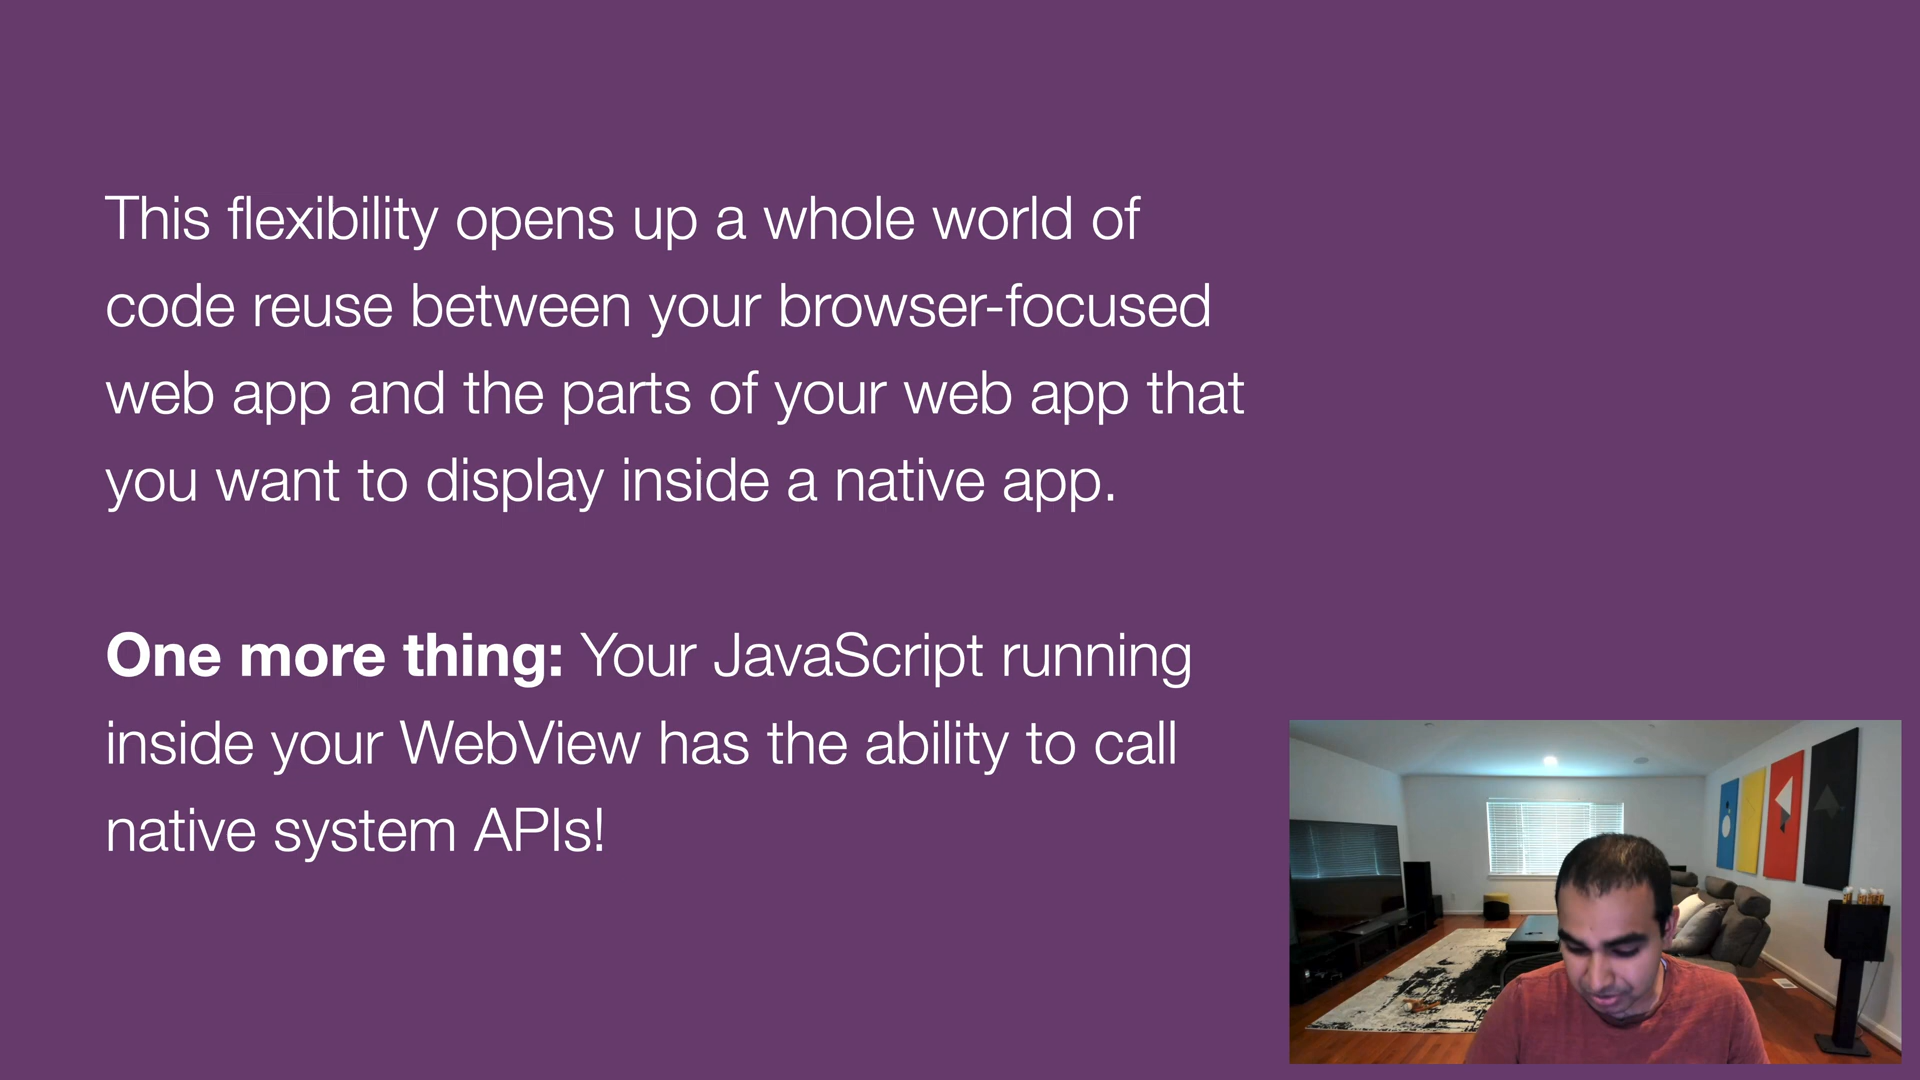 This flexibility opens up a whole world of
code reuse between your browser-focused
web app and the parts of your web app that
you want to display inside a native app.
One more thing: Your JavaScript running
inside your WebView has the ability to call
native system APIs!